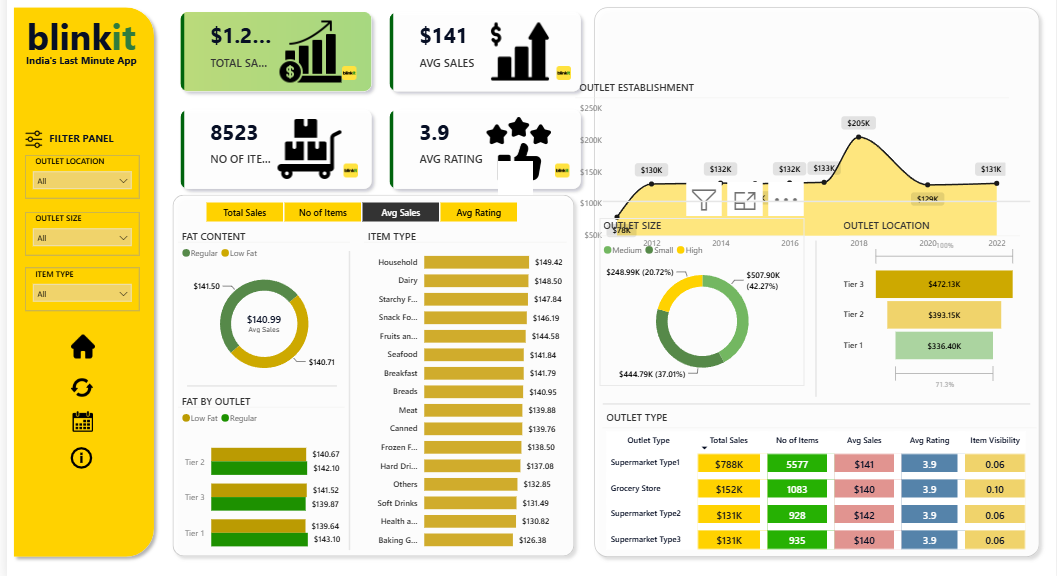 blinkit
India's Last Minute App
FILTER PANEL
OUTLET LOCATION
All
OUTLET SIZE
All
ITEM TYPE
All
$1.2...
TOTAL SA...
blinkit
$141
AVG SALES
blinkit
8523
NO OF ITE...
blinkit
3.9
AVG RATING
blinkit
Total Sales
No of Items
Avg Sales
Avg Rating
FAT CONTENT
Regular Low Fat
$141.50
$140.99
Avg Sales
$140.71
FAT BY OUTLET
Low Fat Regular
Tier 2 $140.67
$142.10
Tier 3 $141.52
$139.87
Tier 1 $139.64
$143.10
ITEM TYPE
Household $149.42
Dairy $148.50
Starchy F... $147.84
Snack Fo... $146.19
Fruits an... $144.58
Seafood $141.84
Breakfast $141.79
Breads $140.95
Meat $139.88
Canned $139.76
Frozen F... $138.50
Hard Dri... $137.08
Others $132.85
Soft Drinks $131.49
Health a... $130.82
Baking G... $126.38
OUTLET ESTABLISHMENT
$250K
$200K
$150K
$100K
$50K
$78K
$130K
$132K
$132K
$133K
$205K
$129K
$131K
2012 2014 2016 2018 2020 2022
OUTLET SIZE
Medium Small High
$248.99K (20.72%)
$507.90K
(42.27%)
$444.79K (37.01%)
OUTLET LOCATION
100%
Tier 3 $472.13K
Tier 2 $393.15K
Tier 1 $336.40K
71.3%
OUTLET TYPE
Outlet Type Total Sales No of Items Avg Sales Avg Rating Item Visibility
Supermarket Type1 $788K 5577 $141 3.9 0.06
Grocery Store $152K 1083 $140 3.9 0.10
Supermarket Type2 $131K 928 $142 3.9 0.06
Supermarket Type3 $131K 935 $140 3.9 0.06